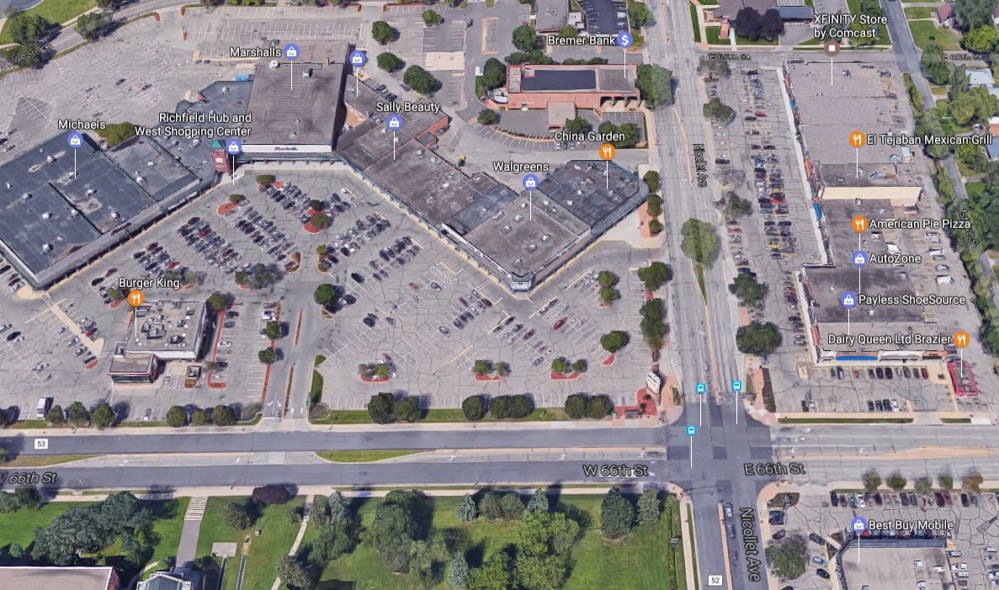 XFINITY Store
by Comcast
Bremer Bank
Marshalls
E 65th St
Sally Beauty
Richfield Hub and
West Shopping Center
Michaels
China Garden
El Tejaban Mexican Grill
Walgreens
Nicollet Ave
American Pie Pizza
AutoZone
Burger King
Payless ShoeSource
Dairy Queen Ltd Brazier
53
W 66th St
E 66th St
W 66th St
Nicollet Ave
Best Buy Mobile
52